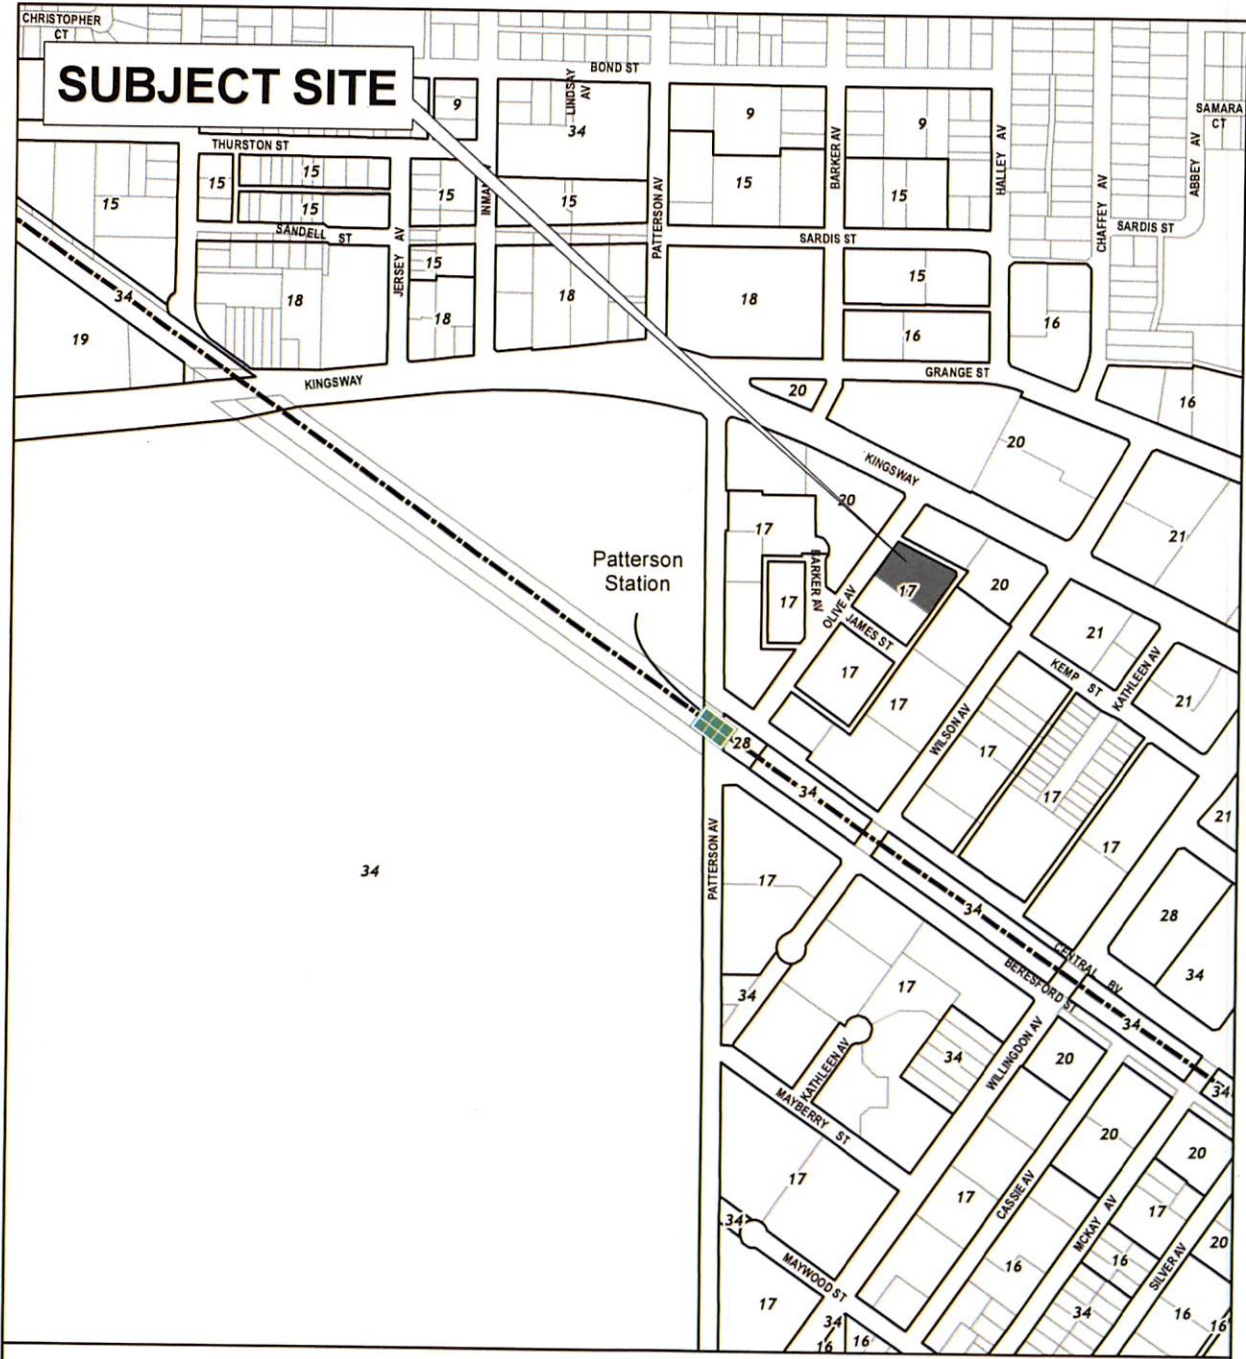 CHRISTOPHER
CT
SUBJECT SITE
BOND ST
LINDSAY
AV
9
34
9
9
SAMARA
CT
THURSTON ST
15
15
15
15
15
15
15
15
SANDELL ST
JERSEY AV
PATTERSON AV
BARKER AV
HALLEY AV
CHAFFEY AV
ABBEY AV
SARDIS ST
SARDIS ST
15
15
34
19
18
18
18
18
16
16
GRANGE ST
16
KINGSWAY
20
20
KINGSWAY
20
21
17
Patterson
Station
BARKER AV
17
OLIVE AV
JAMES ST
17
20
21
17
17
KEMP ST
KATHLEEN AV
21
WILSON AV
17
17
28
34
21
17
PATTERSON AV
34
17
34
28
34
CENTRAL BV
BERESFORD ST
34
17
34
34
KATHLEEN AV
WILLINGDON AV
20
34
MAYBERRY ST
20
20
17
17
CASSIE AV
MCKAY AV
17
SILVER AV
20
34
MAYWOOD ST
16
16
34
16
16
17
34
16
16